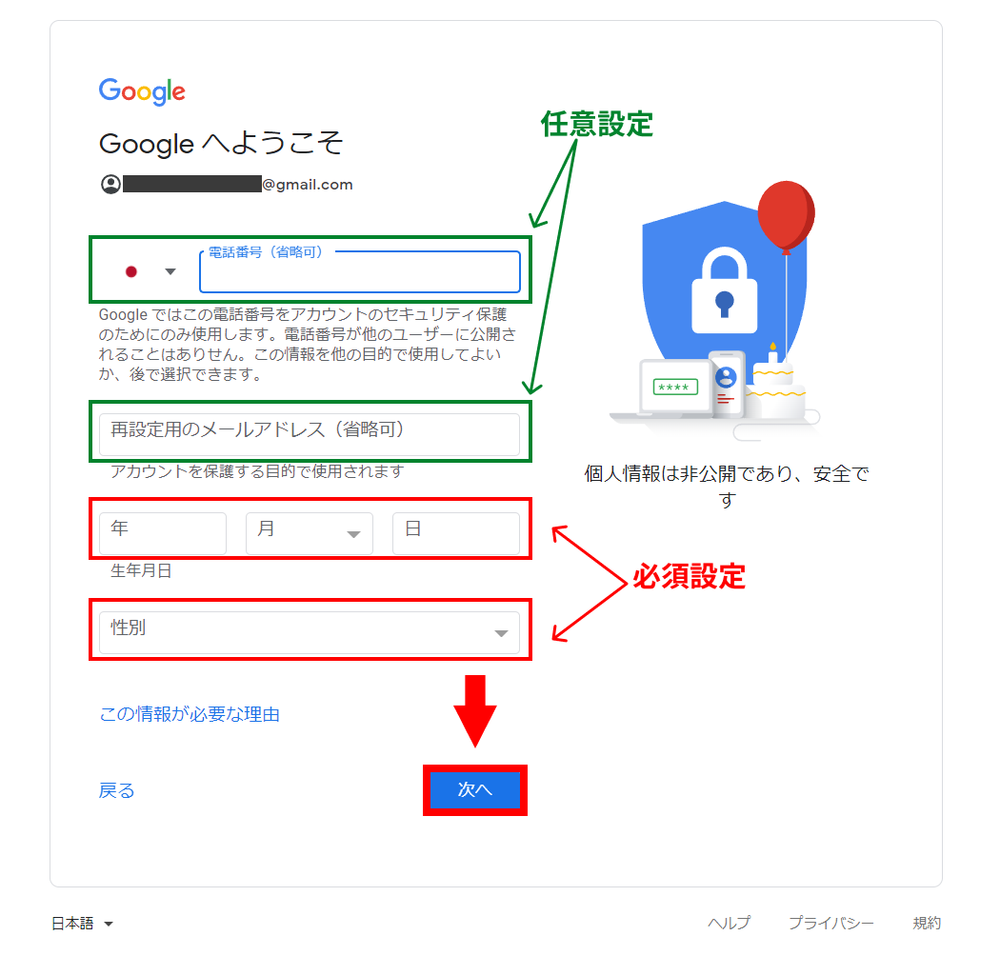 Google
任意設定
Google へようこそ
@gmail.com
電話番号（省略可）
Google ではこの電話番号をアカウントのセキュリティ保護
のためにのみ使用します。電話番号が他のユーザーに公開さ
れることはありせん。この情報を他の目的で使用してよい
か、後で選択できます。
****
再設定用のメールアドレス（省略可）
アカウントを保護する目的で使用されます
個人情報は非公開であり、安全で
す
年 月 日
生年月日
必須設定
性別
この情報が必要な理由
戻る 次へ
日本語 ヘルプ プライバシー 規約